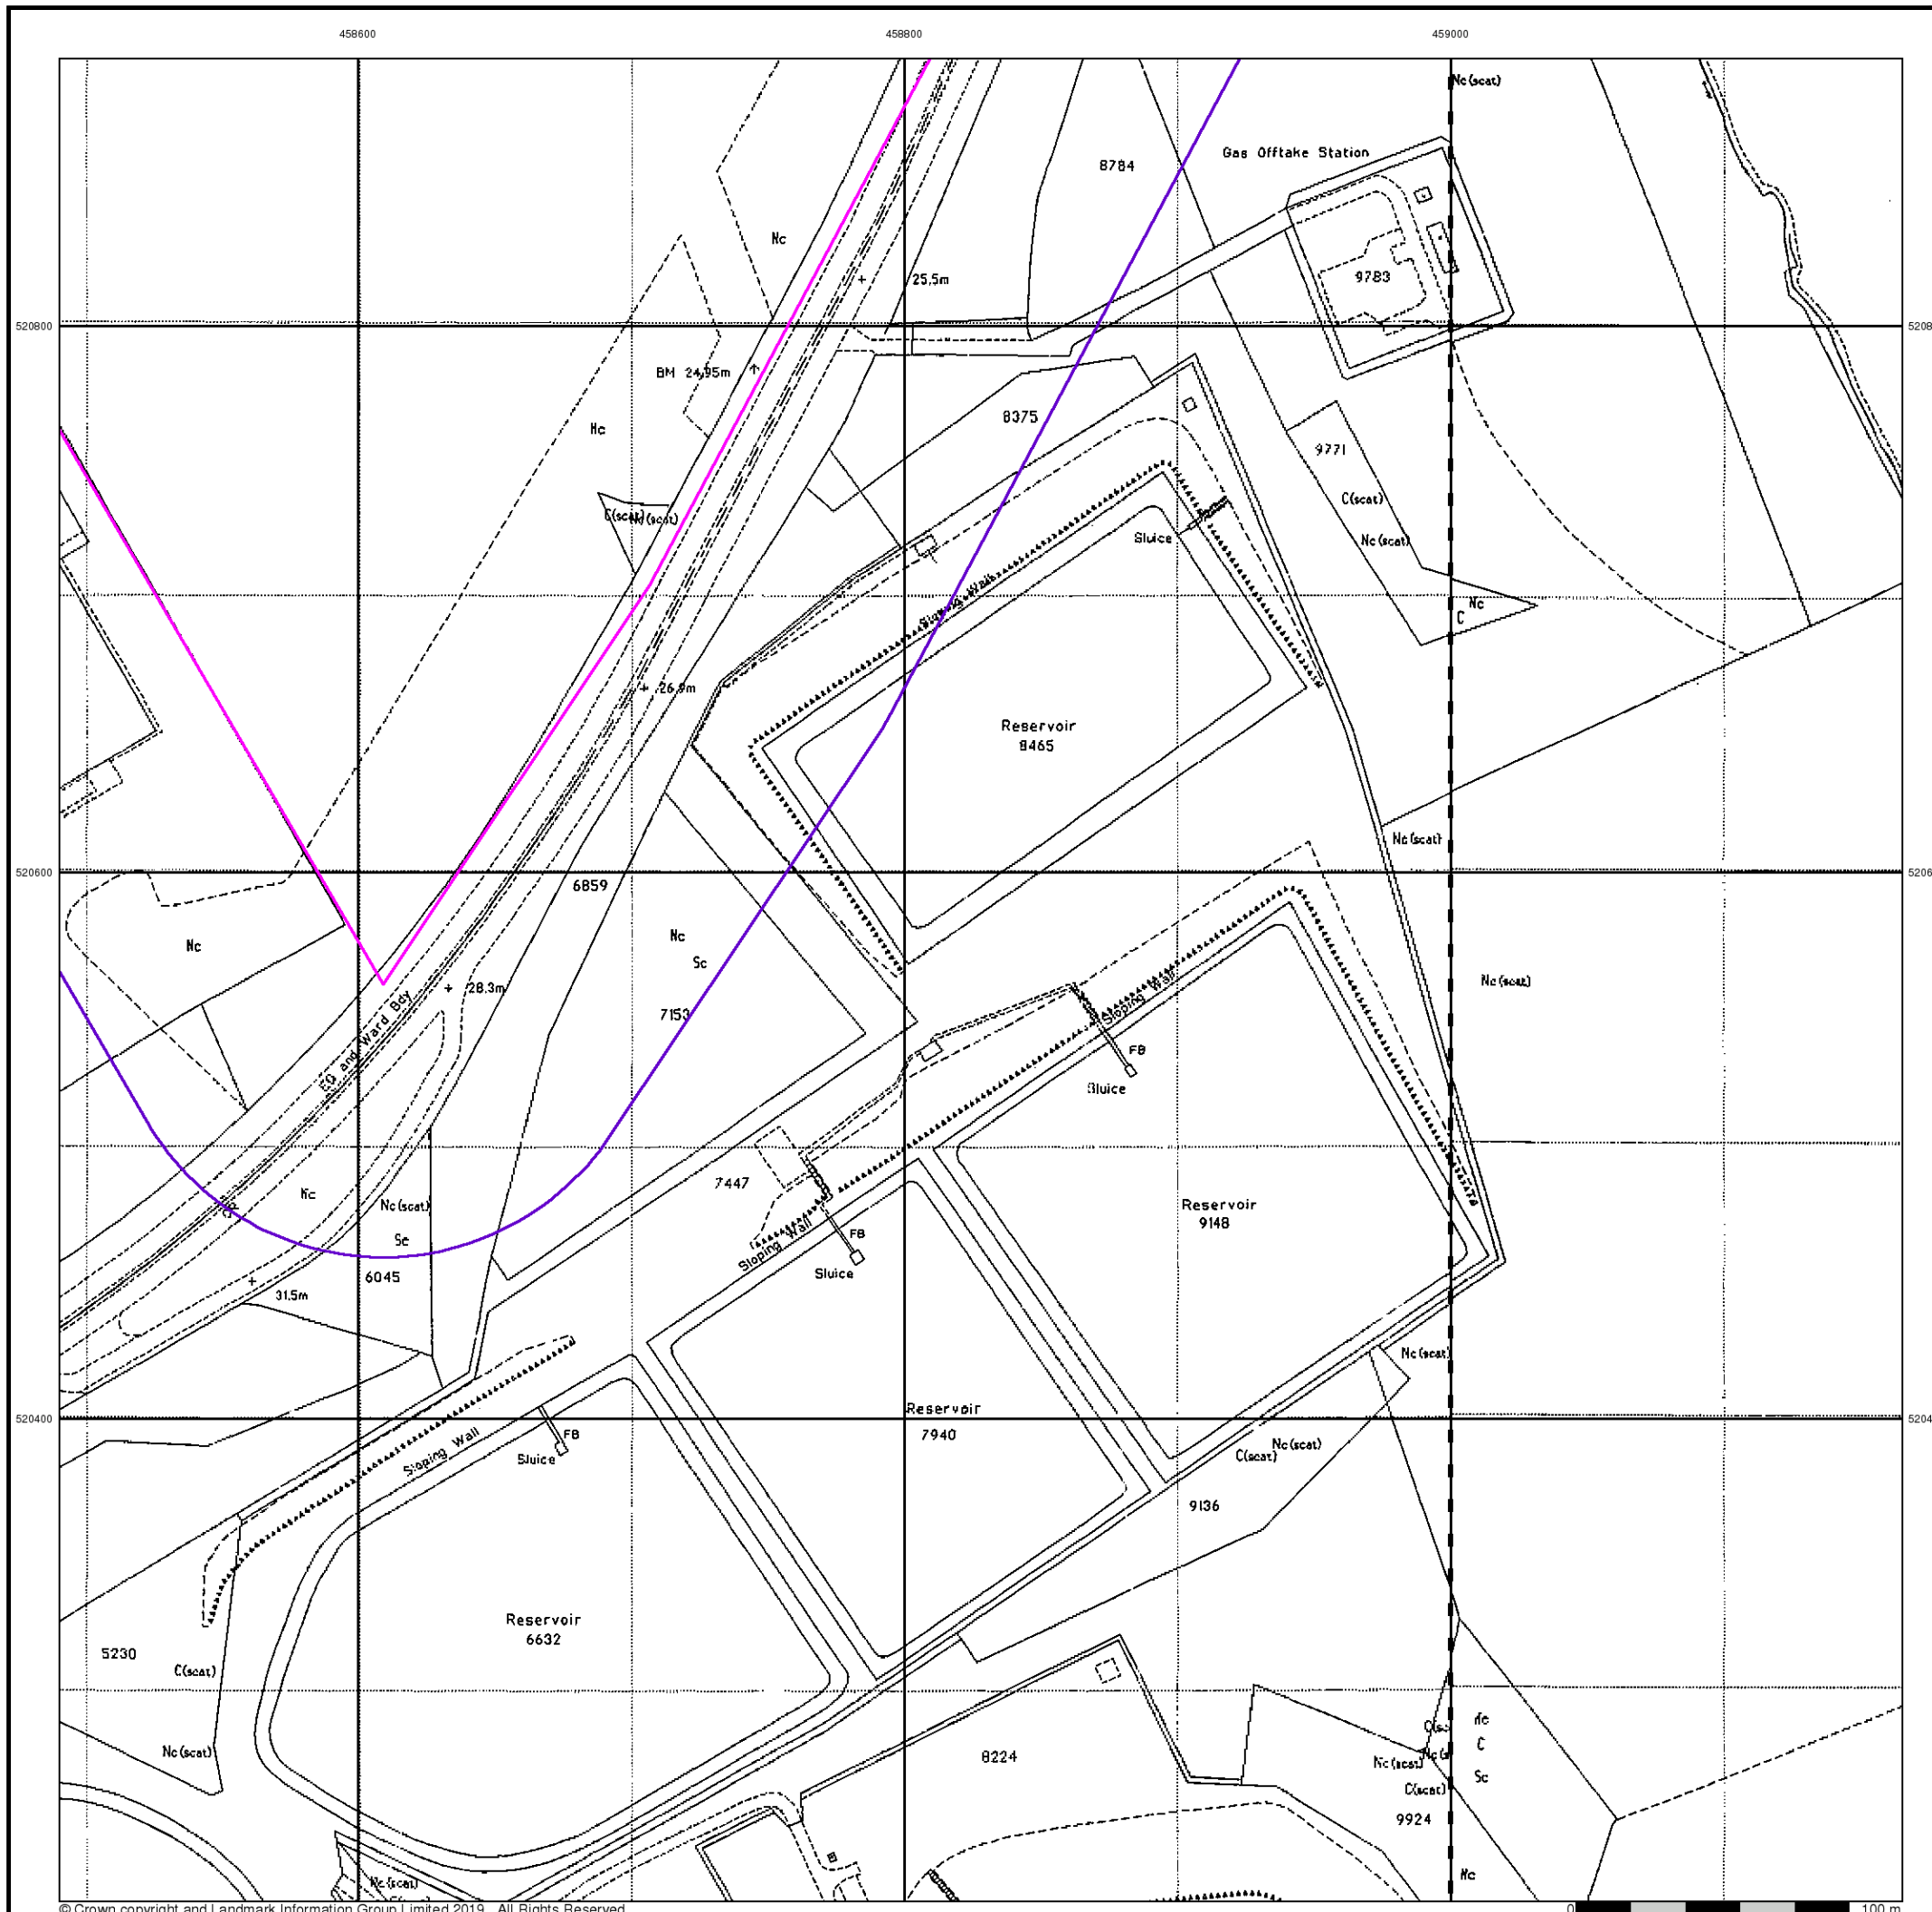 458600
458800
459000
Nc (scat)
Gas Offtake Station
8784
Nc
9783
25.5m
520800
5208
BM 24.95m
8375
Nc
9771
C(scat)
C(scat)
Nc (scat)
Sluice
Nc (scat)
Sloping Wall
Nc
C
26.9m
Reservoir
8465
Nc (scat)
520600
5206
6859
Nc
Nc
Sc
Nc (scat)
28.3m
Sloping Wall
7153
ED and Ward Bdy
FB
Sluice
7447
Nc
Nc (scat)
Reservoir
9148
Sc
Sloping Wall
FB
Sluice
6045
31.5m
Nc (scat)
520400
5204
Reservoir
7940
FB
Sloping Wall
Sluice
Nc (scat)
C(scat)
9136
Reservoir
6632
5230
C(scat)
Nc (scat)
8224
Nc
C
Nc (scat)
Sc
C(scat)
9924
Nc
Nc (scat)
© Crown copyright and Landmark Information Group Limited 2019. All Rights Reserved.
0
100 m